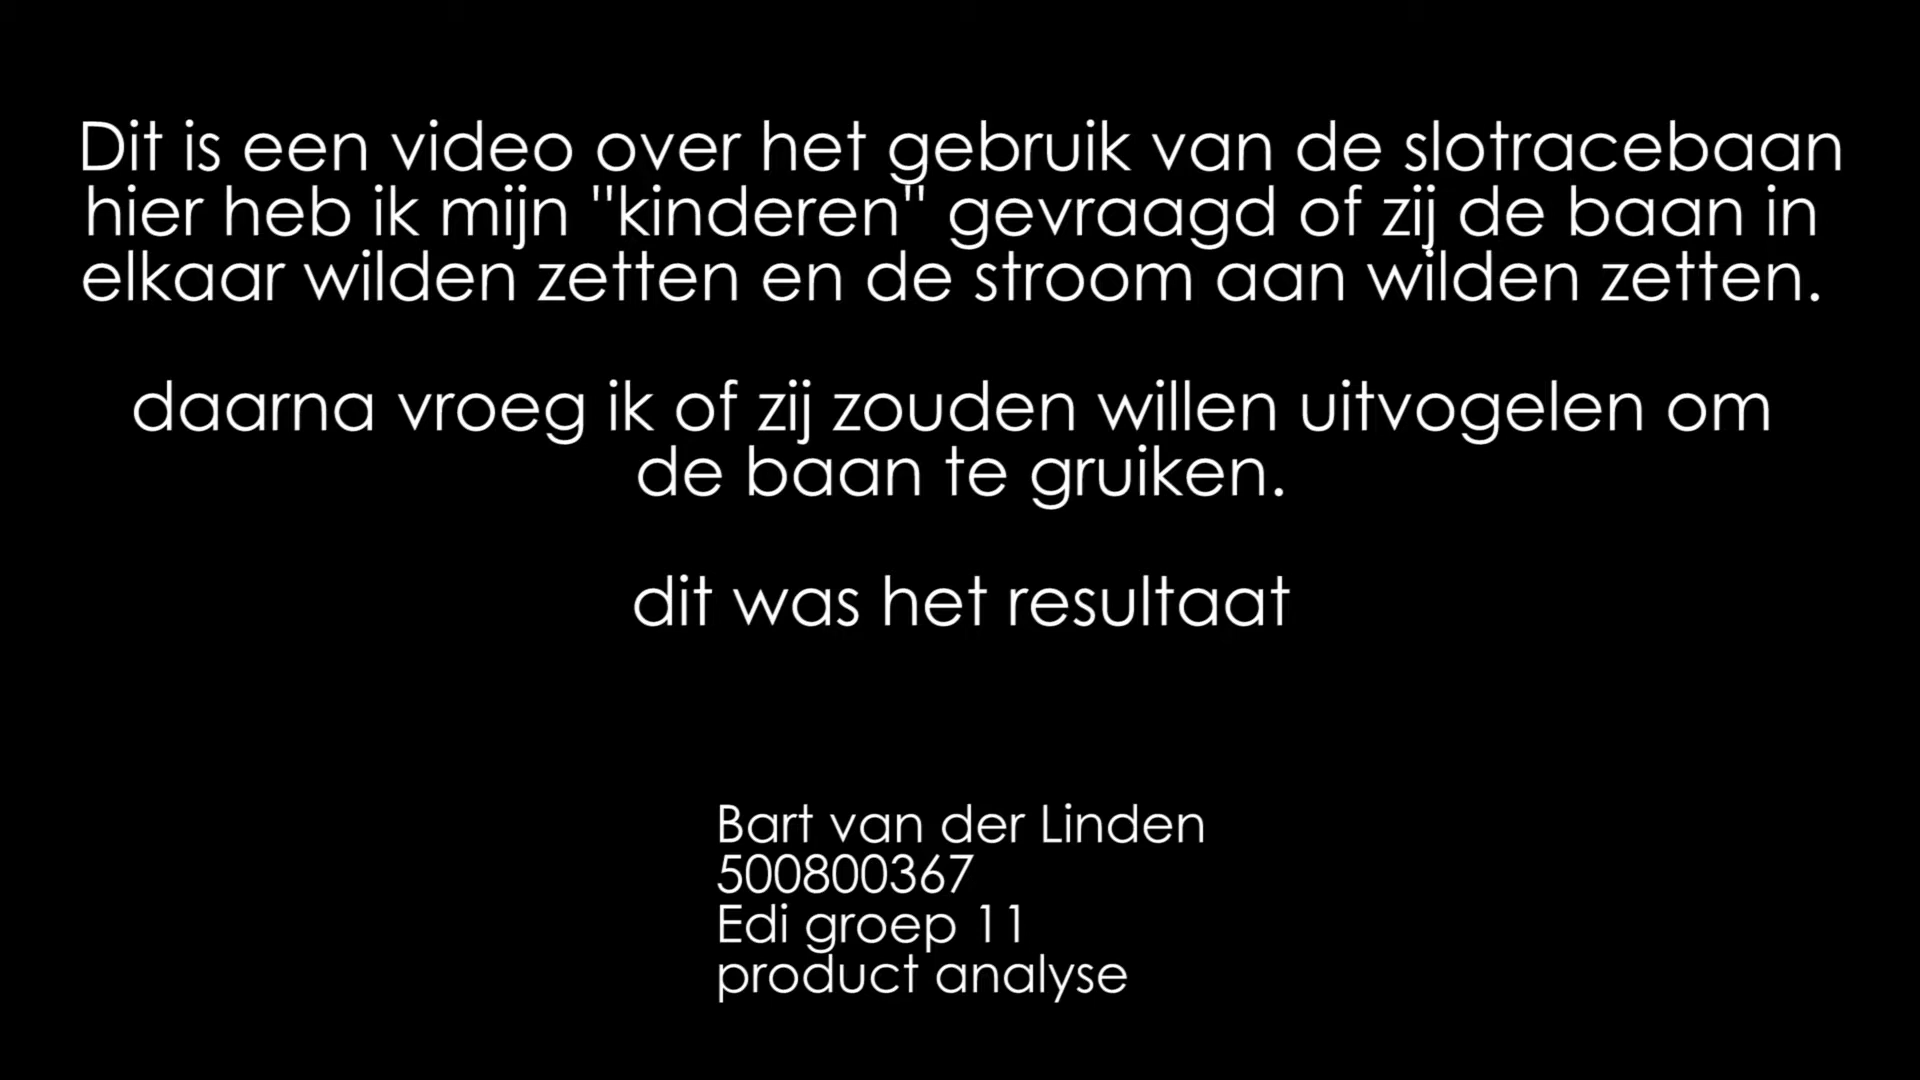 Dit is een video over het gebruik van de slotracebaan
hier heb ik mijn "kinderen" gevraagd of zij de baan in
elkaar wilden zetten en de stroom aan wilden zetten.
daarna vroeg ik of zij zouden willen uitvogelen om
de baan te gruiken.
dit was het resultaat
Bart van der Linden
500800367
Edi groep 11
product analyse